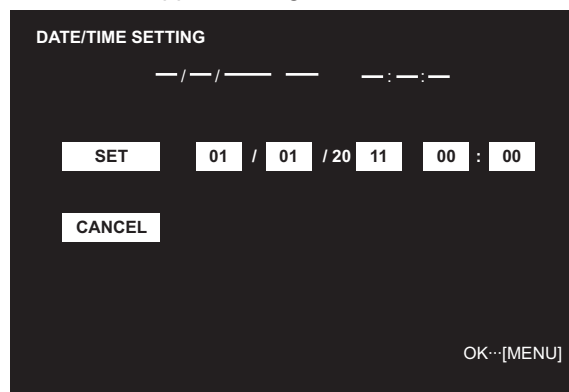 DATE/TIME SETTING
—/—/—— —— —:—:—
SET 01 / 01 / 20 11 00 : 00
CANCEL
OK···[MENU]